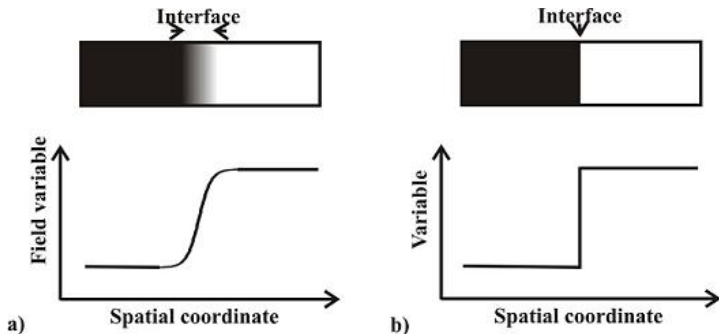 Interface
Field variable
Spatial coordinate
a)
Interface
Variable
Spatial coordinate
b)